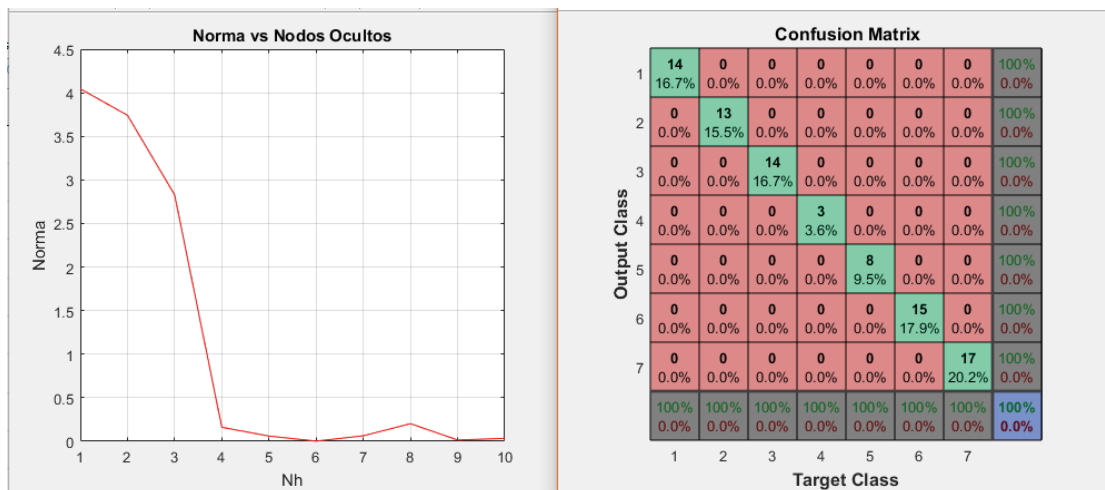 Norma vs Nodos Ocultos
4.5
4
3.5
3
2.5
2
1.5
1
0.5
0
Norma
1 2 3 4 5 6 7 8 9 10
Nh
Confusion Matrix
Output Class
1 14 0 0 0 0 0 0 100%
16.7% 0.0% 0.0% 0.0% 0.0% 0.0% 0.0% 0.0%
2 0 13 0 0 0 0 0 100%
0.0% 15.5% 0.0% 0.0% 0.0% 0.0% 0.0% 0.0%
3 0 0 14 0 0 0 0 100%
0.0% 0.0% 16.7% 0.0% 0.0% 0.0% 0.0% 0.0%
4 0 0 0 3 0 0 0 100%
0.0% 0.0% 0.0% 3.6% 0.0% 0.0% 0.0% 0.0%
5 0 0 0 0 8 0 0 100%
0.0% 0.0% 0.0% 0.0% 9.5% 0.0% 0.0% 0.0%
6 0 0 0 0 0 15 0 100%
0.0% 0.0% 0.0% 0.0% 0.0% 17.9% 0.0% 0.0%
7 0 0 0 0 0 0 17 100%
0.0% 0.0% 0.0% 0.0% 0.0% 0.0% 20.2% 0.0%
100% 100% 100% 100% 100% 100% 100% 100%
0.0% 0.0% 0.0% 0.0% 0.0% 0.0% 0.0% 0.0%
1 2 3 4 5 6 7
Target Class